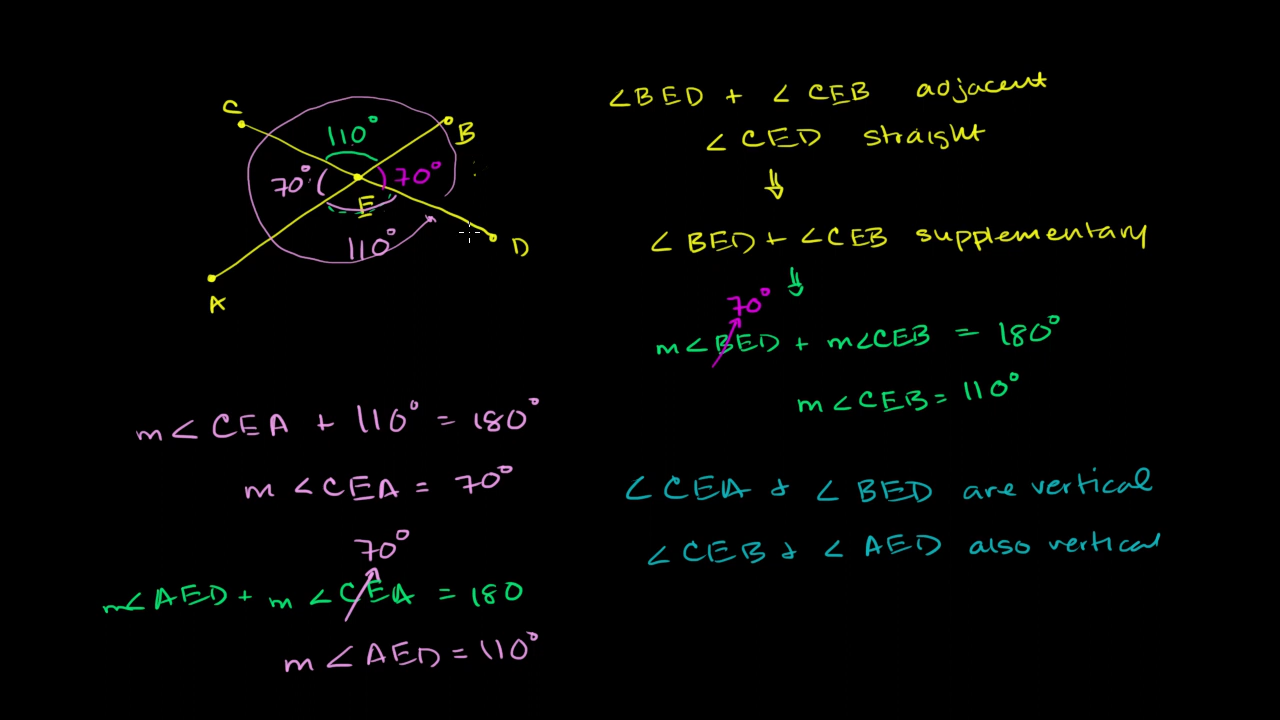 C
B
110°
70°
70°
E
110°
D
A
∠BED + ∠CEB adjacent
∠CED straight
⇓
∠BED + ∠CEB supplementary
⇓
70°
m∠BED + m∠CEB = 180°
m∠CEB = 110°
m∠CEA + 110° = 180°
m∠CEA = 70°
70°
m∠AED + m∠CEA = 180
m∠AED = 110°
∠CEA + ∠BED are vertical
∠CEB + ∠AED also vertical